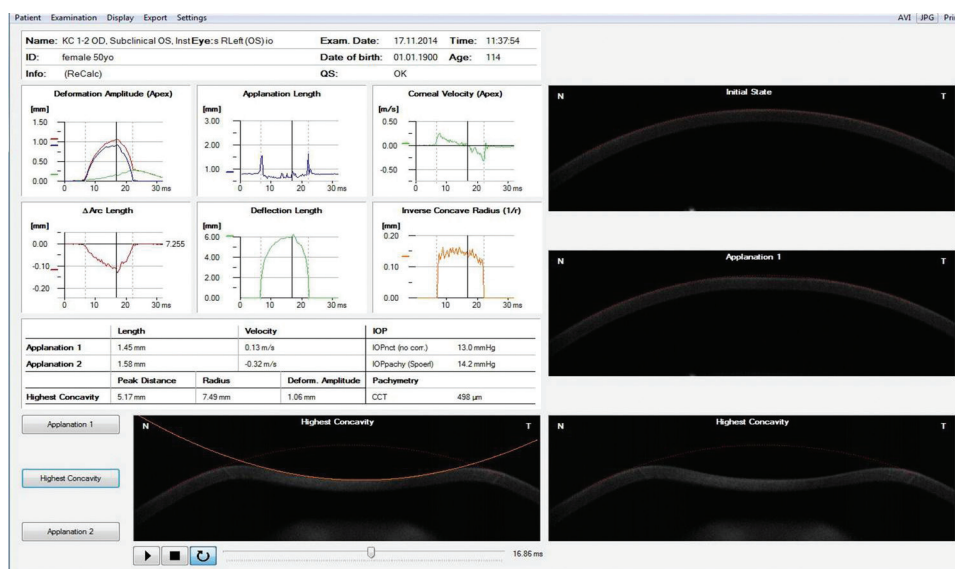 Patient Examination Display Export Settings AVI JPG Pri
Name: KC 1-2 OD, Subclinical OS, Inst Eye:s RLeft (OS) io Exam. Date: 17.11.2014 Time: 11:37:54
ID: female 50yo Date of birth: 01.01.1900 Age: 114
Info: (ReCalc) QS: OK
Deformation Amplitude (Apex)
[mm]
1.50
1.00
0.50
0.00
0 10 20 30 ms
Applanation Length
[mm]
3.00
2.00
1.00
0 10 20 30 ms
Corneal Velocity (Apex)
[m/s]
0.50
0.00
-0.50
0 10 20 30 ms
Δ Arc Length
[mm]
0.00 7.255
-0.10
-0.20
0 10 20 30 ms
Deflection Length
[mm]
6.00
4.00
2.00
0.00
0 10 20 30 ms
Inverse Concave Radius (1/r)
[mm]
0.20
0.10
0.00
0 10 20 30 ms
Length Velocity IOP
Applanation 1 1.45 mm 0.13 m/s IOPnct (no corr.) 13.0 mmHg
Applanation 2 1.58 mm -0.32 m/s IOPpachy (Spoerl) 14.2 mmHg
Peak Distance Radius Deform. Amplitude Pachymetry
Highest Concavity 5.17 mm 7.49 mm 1.06 mm CCT 498 µm
Applanation 1
Highest Concavity
Applanation 2
N Highest Concavity T
16.86 ms
N Initial State T
N Applanation 1 T
N Highest Concavity T